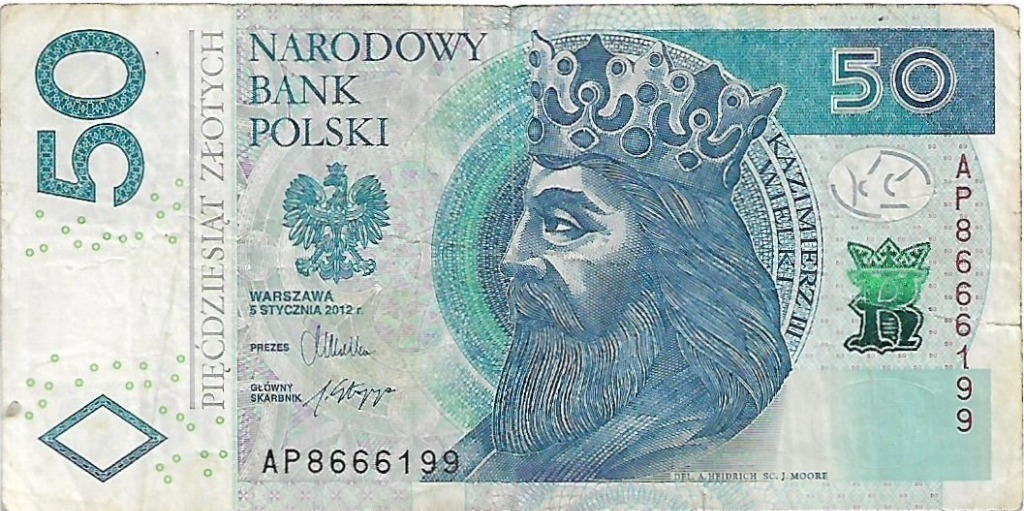 50
PIĘĆDZIESIĄT ZŁOTYCH
NARODOWY
BANK
POLSKI
WARSZAWA
5 STYCZNIA 2012 r.
PREZES
GŁÓWNY
SKARBNIK
AP8666199
KAZIMIERZ III
WIELKI
50
AP8666199
DEL. A. HEIDRICH SC. J. MOORE